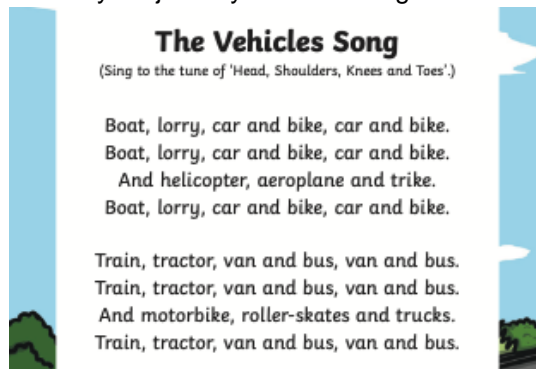 The Vehicles Song
(Sing to the tune of 'Head, Shoulders, Knees and Toes'.)
Boat, lorry, car and bike, car and bike.
Boat, lorry, car and bike, car and bike.
And helicopter, aeroplane and trike.
Boat, lorry, car and bike, car and bike.
Train, tractor, van and bus, van and bus.
Train, tractor, van and bus, van and bus.
And motorbike, roller-skates and trucks.
Train, tractor, van and bus, van and bus.